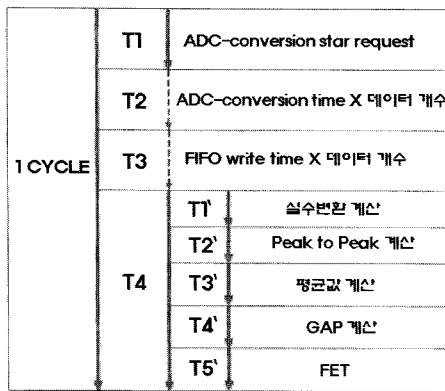 T1 ADC-conversion star request
T2 ADC-conversion time X 데이터 개수
1 CYCLE T3 FIFO write time X 데이터 개수
T1' 실수변환 계산
T2' Peak to Peak 계산
T4 T3' 평균값 계산
T4' GAP 계산
T5' FET